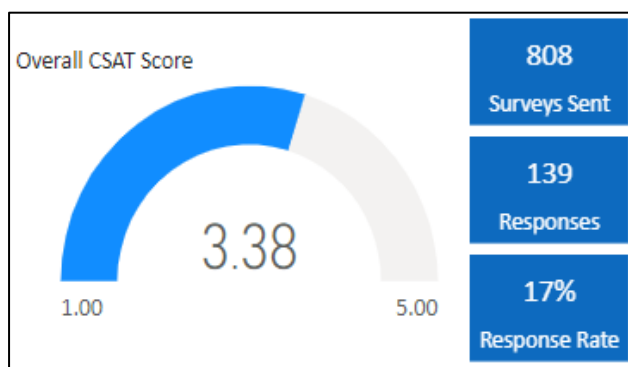 Overall CSAT Score
3.38
1.00
5.00
808
Surveys Sent
139
Responses
17%
Response Rate